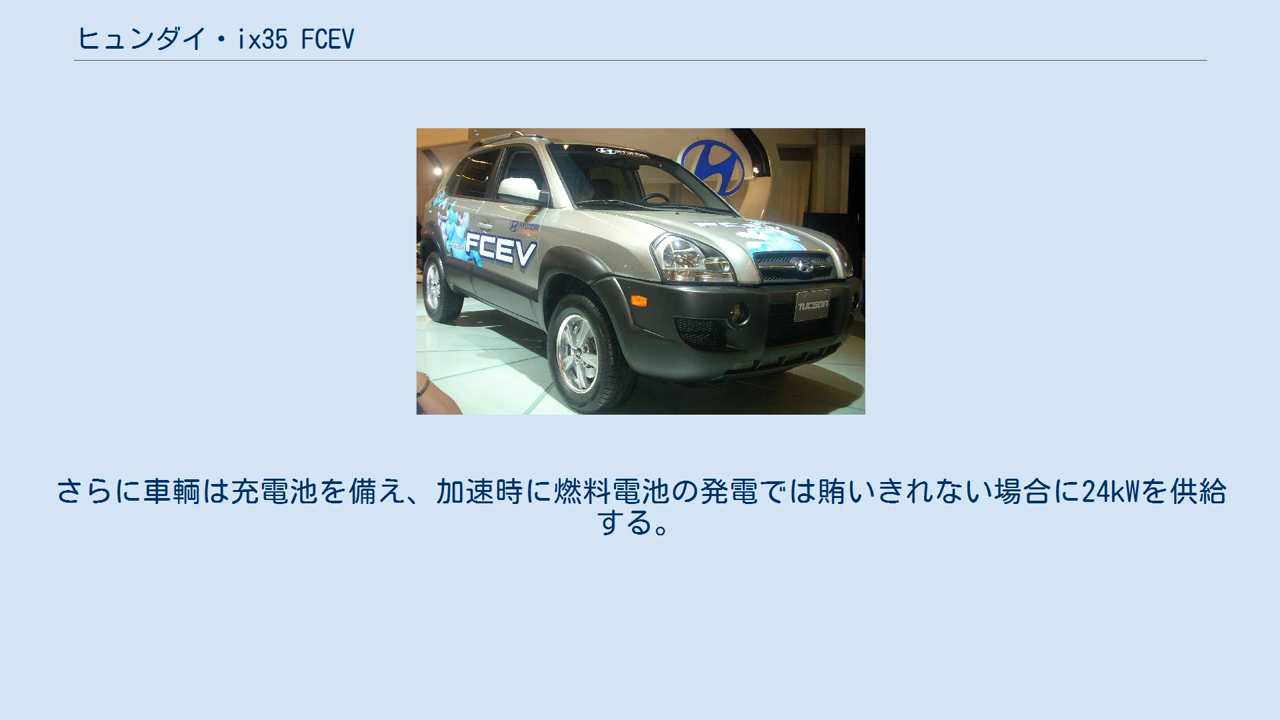 ヒュンダイ・ix35 FCEV
HYUNDAI
HYUNDAI
FCEV
TUCSON
さらに車輌は充電池を備え、加速時に燃料電池の発電では賄いきれない場合に24kWを供給
する。